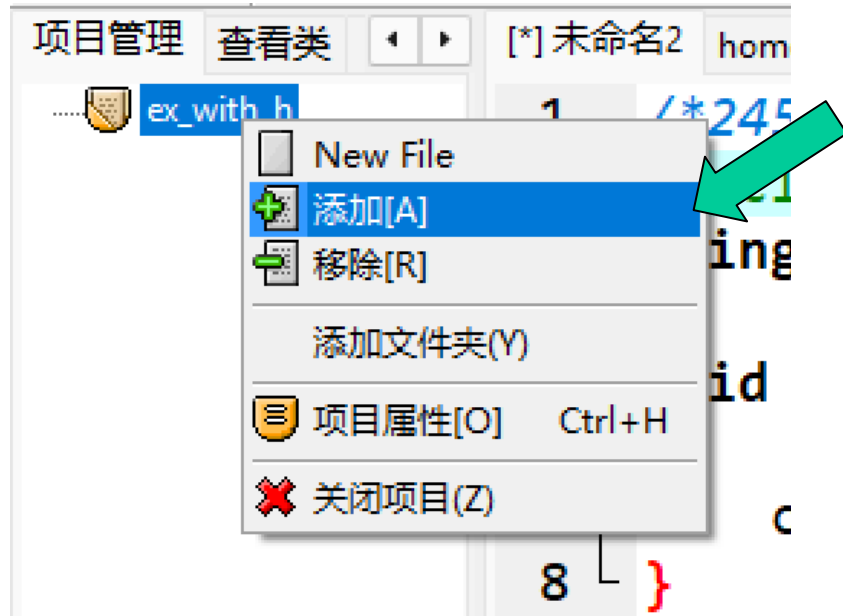 项目管理 查看类 [*] 未命名2
ex_with_h
1 /*245
New File
添加[A]
移除[R]
ing
添加文件夹(Y)
id
项目属性[O] Ctrl+H
关闭项目(Z)
8 }